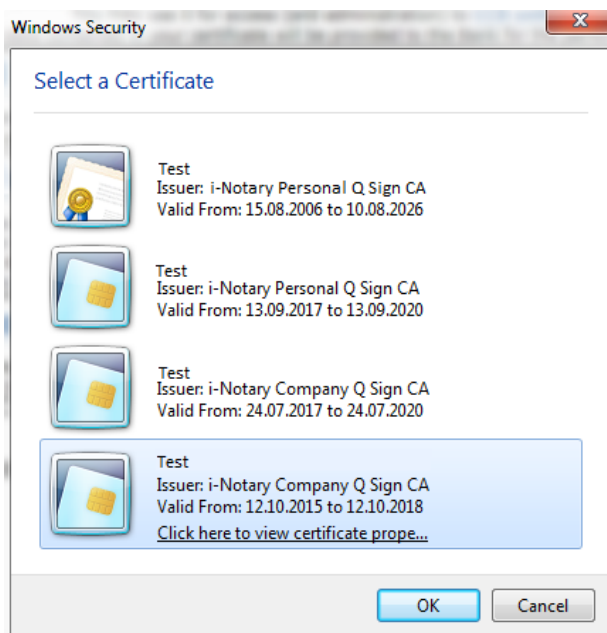 Windows Security
Select a Certificate
Test
Issuer: i-Notary Personal Q Sign CA
Valid From: 15.08.2006 to 10.08.2026
Test
Issuer: i-Notary Personal Q Sign CA
Valid From: 13.09.2017 to 13.09.2020
Test
Issuer: i-Notary Company Q Sign CA
Valid From: 24.07.2017 to 24.07.2020
Test
Issuer: i-Notary Company Q Sign CA
Valid From: 12.10.2015 to 12.10.2018
Click here to view certificate prope...
OK Cancel